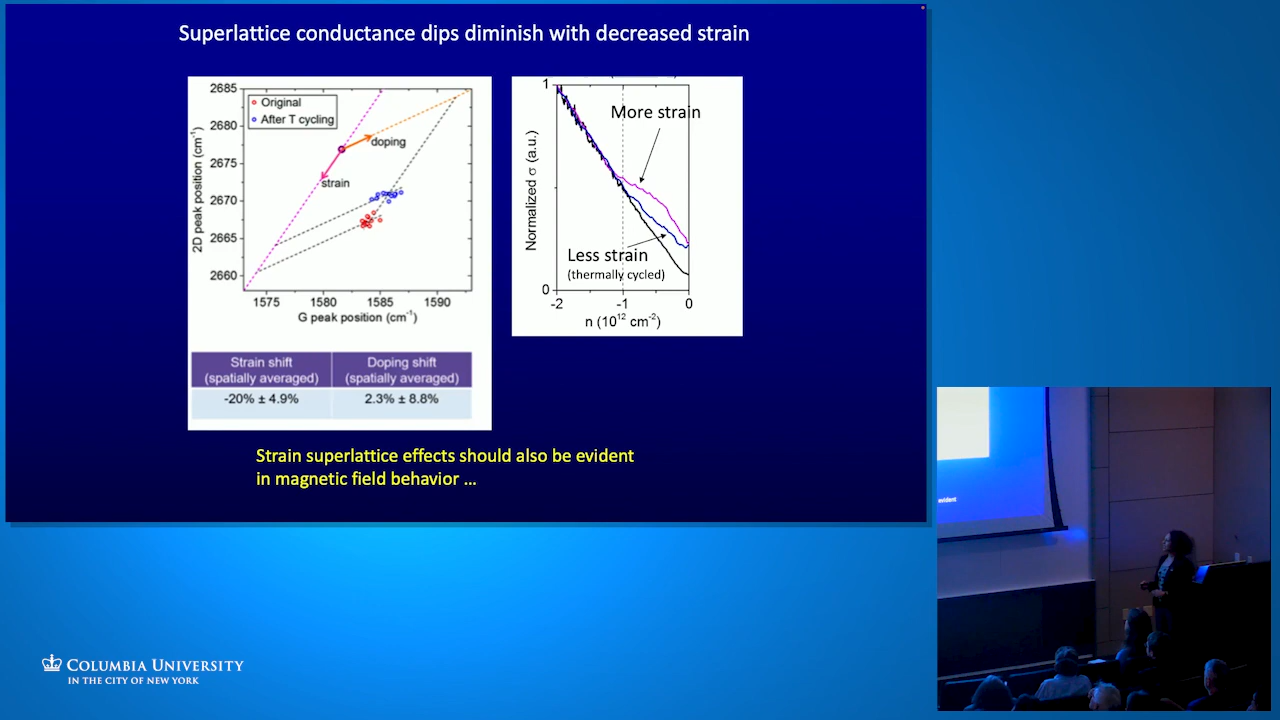 Superlattice conductance dips diminish with decreased strain
2685
2680
2675
2670
2665
2660
2D peak position (cm⁻¹)
Original
After T cycling
doping
strain
1575
1580
1585
1590
G peak position (cm⁻¹)
Strain shift
(spatially averaged)
Doping shift
(spatially averaged)
-20% ± 4.9%
2.3% ± 8.8%
1
Normalized σ (a.u.)
0
More strain
Less strain
(thermally cycled)
-2
-1
0
n (10¹² cm⁻²)
Strain superlattice effects should also be evident
in magnetic field behavior ...
evident
COLUMBIA UNIVERSITY
IN THE CITY OF NEW YORK